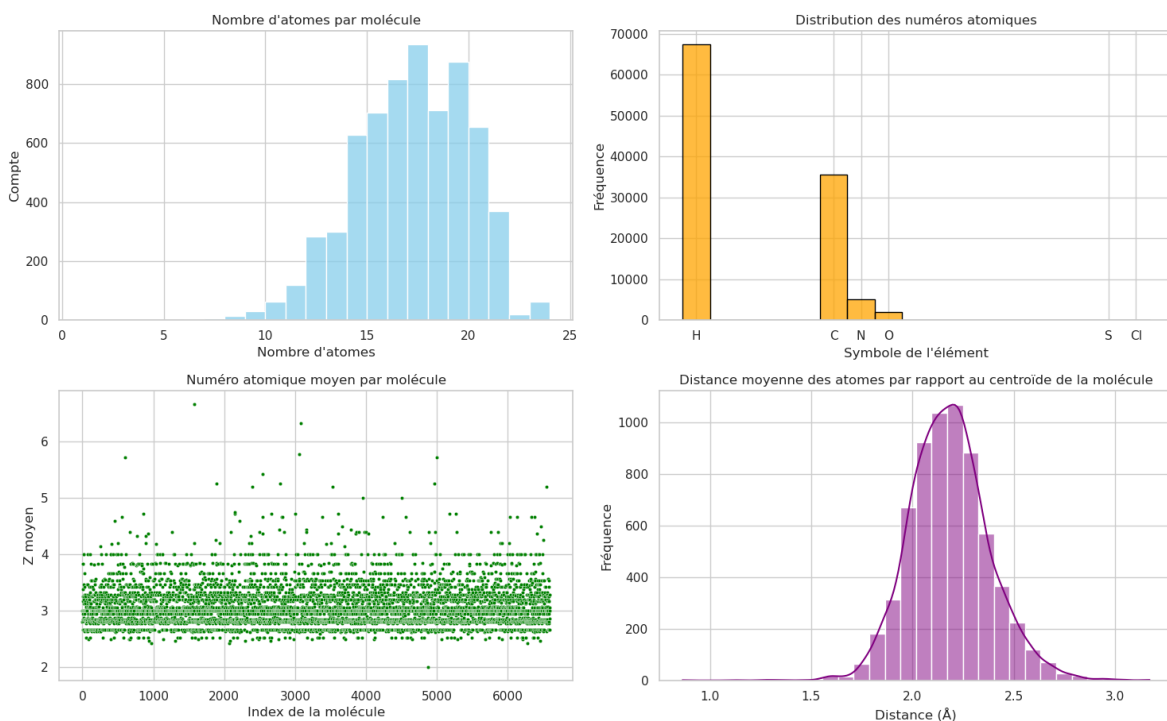 Nombre d'atomes par molécule
Compte
800
600
400
200
0
0 5 10 15 20 25
Nombre d'atomes
Distribution des numéros atomiques
Fréquence
70000
60000
50000
40000
30000
20000
10000
0
H C N O S Cl
Symbole de l'élément
Numéro atomique moyen par molécule
Z moyen
6
5
4
3
2
0 1000 2000 3000 4000 5000 6000
Index de la molécule
Distance moyenne des atomes par rapport au centroïde de la molécule
Fréquence
1000
800
600
400
200
0
1.0 1.5 2.0 2.5 3.0
Distance (Å)